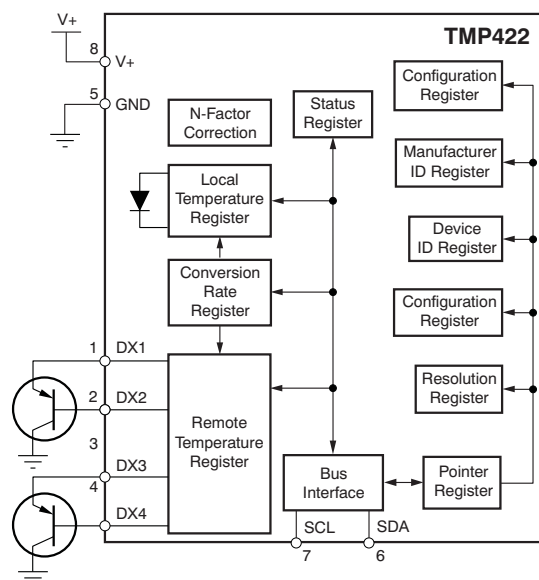 V+
TMP422
8
V+
5
GND
N-Factor
Correction
Status
Register
Configuration
Register
Manufacturer
ID Register
Local
Temperature
Register
Device
ID Register
Conversion
Rate
Register
Configuration
Register
1
DX1
2
DX2
3
DX3
4
DX4
Remote
Temperature
Register
Resolution
Register
Bus
Interface
Pointer
Register
SCL
SDA
7
6